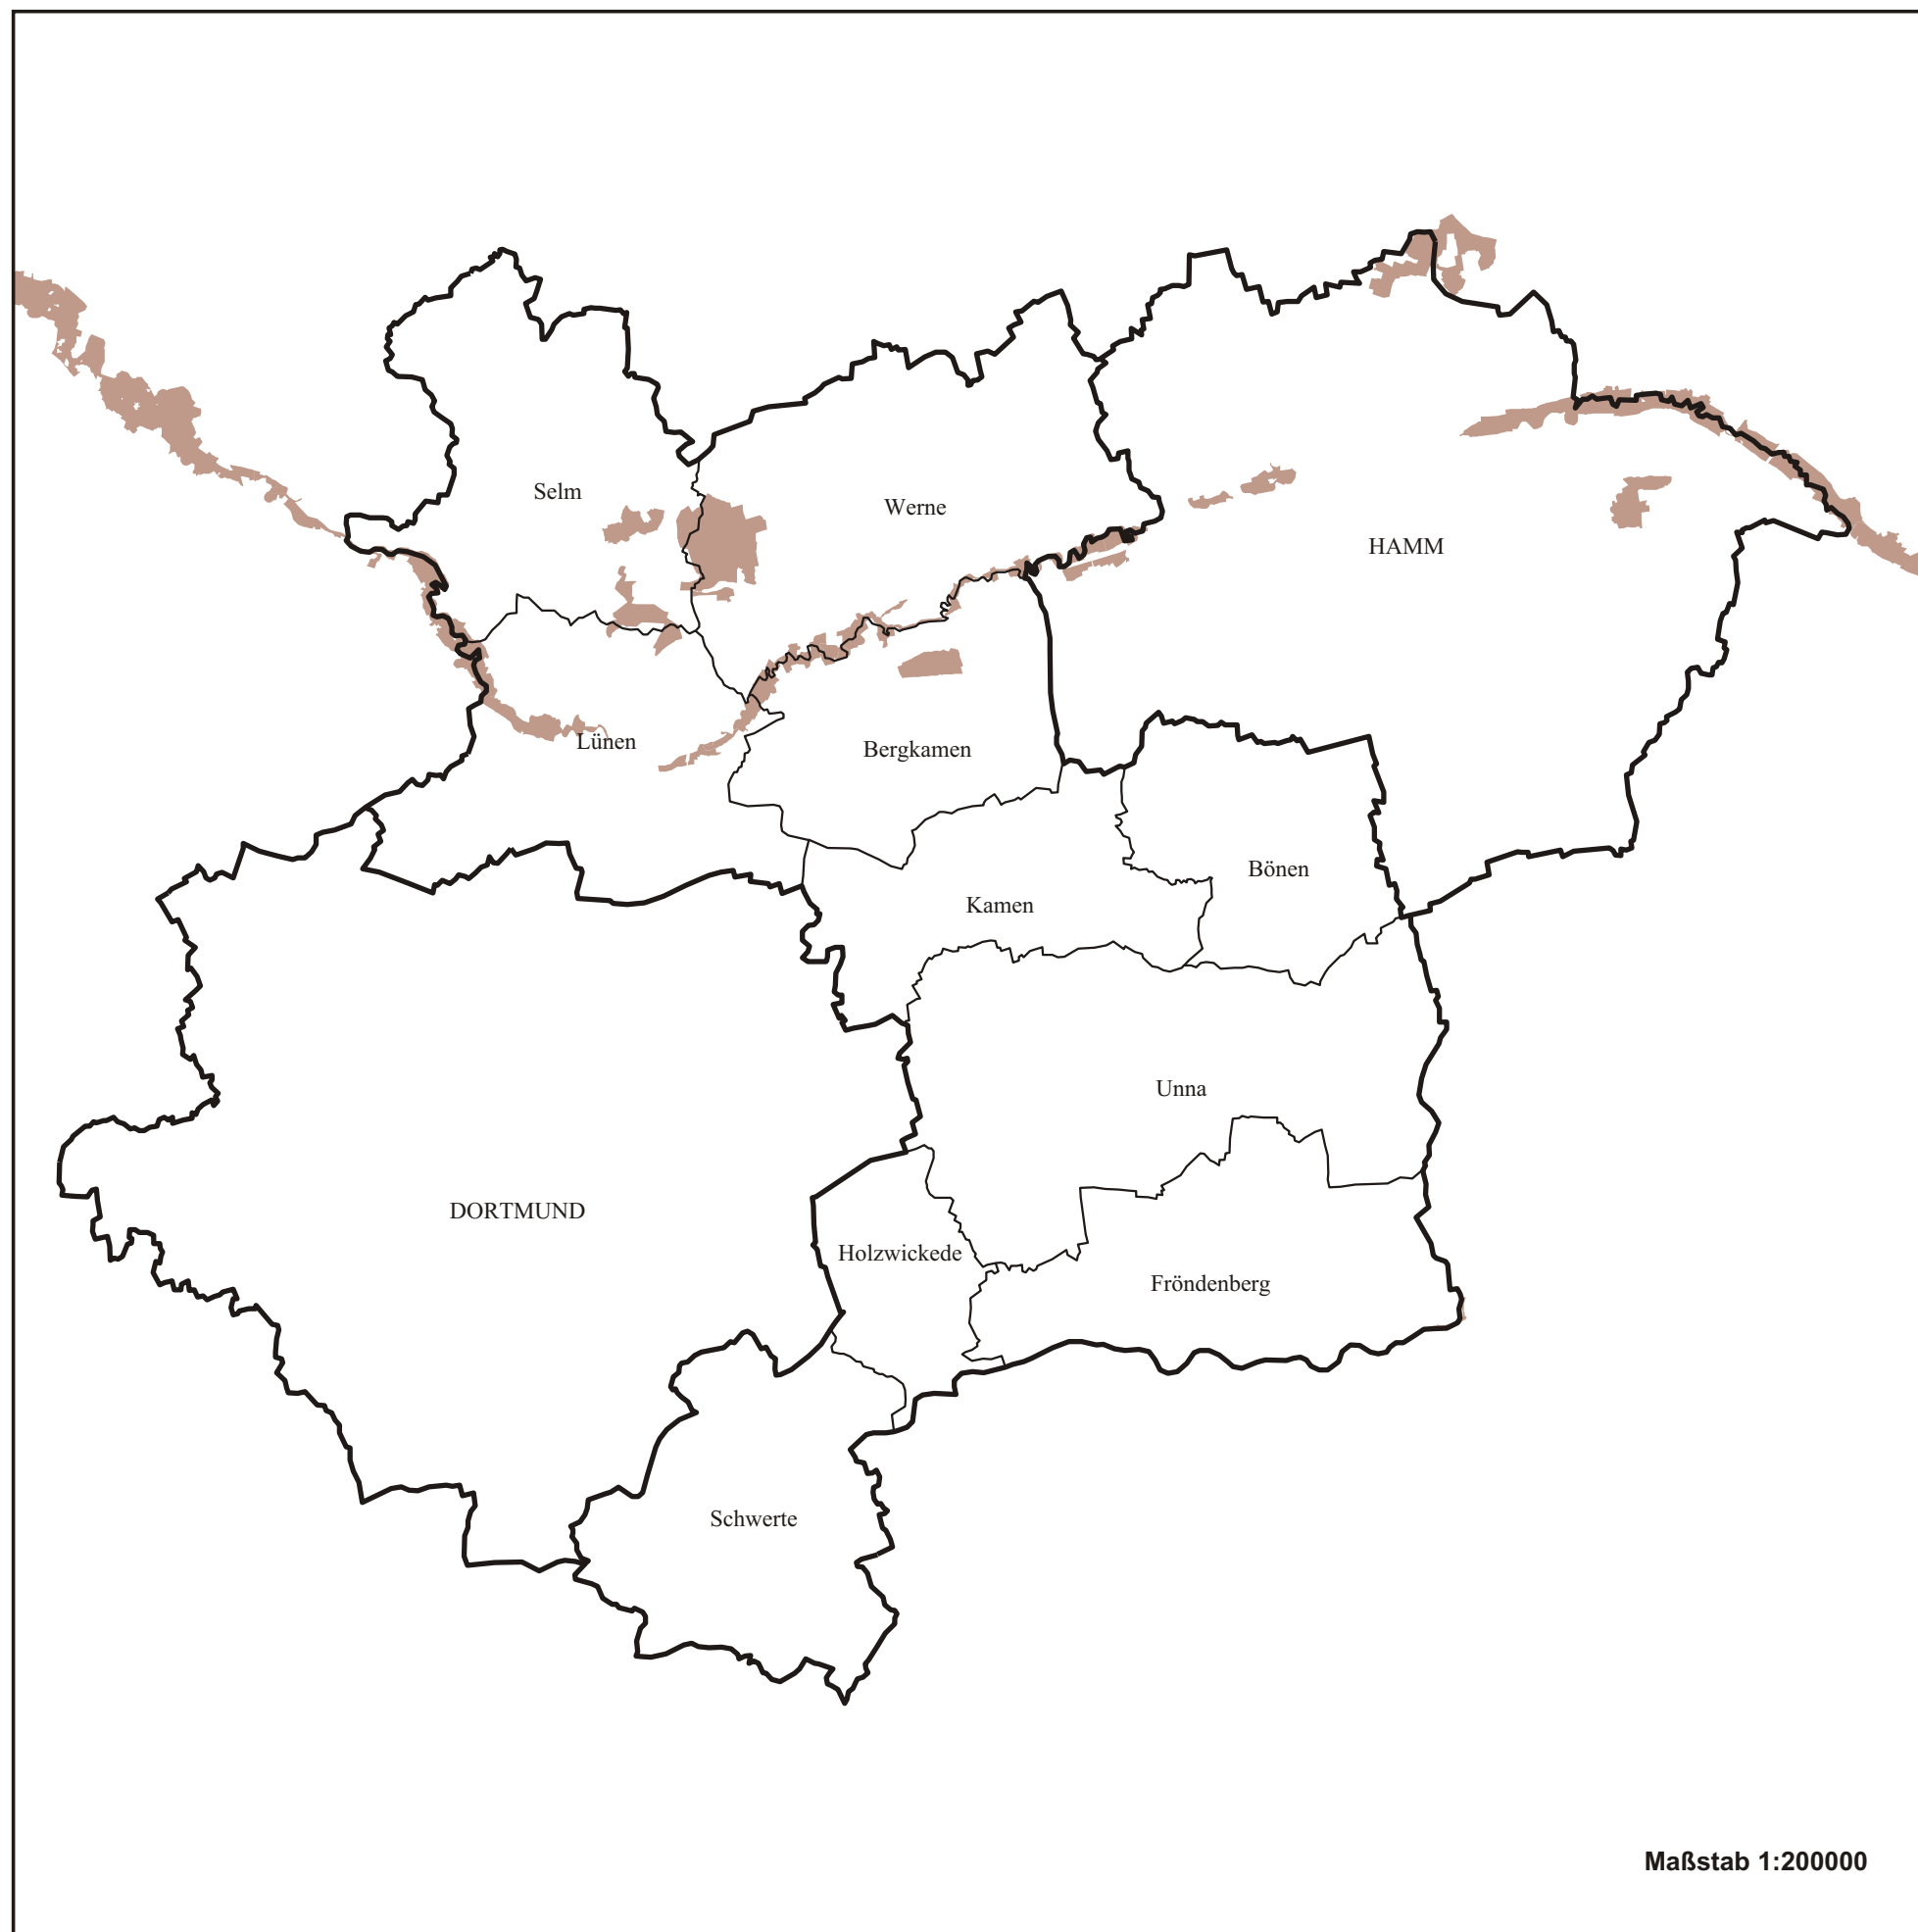 Selm
Werne
HAMM
Lünen
Bergkamen
Bönen
Kamen
Unna
DORTMUND
Holzwickede
Fröndenberg
Schwerte
Maßstab 1:200000